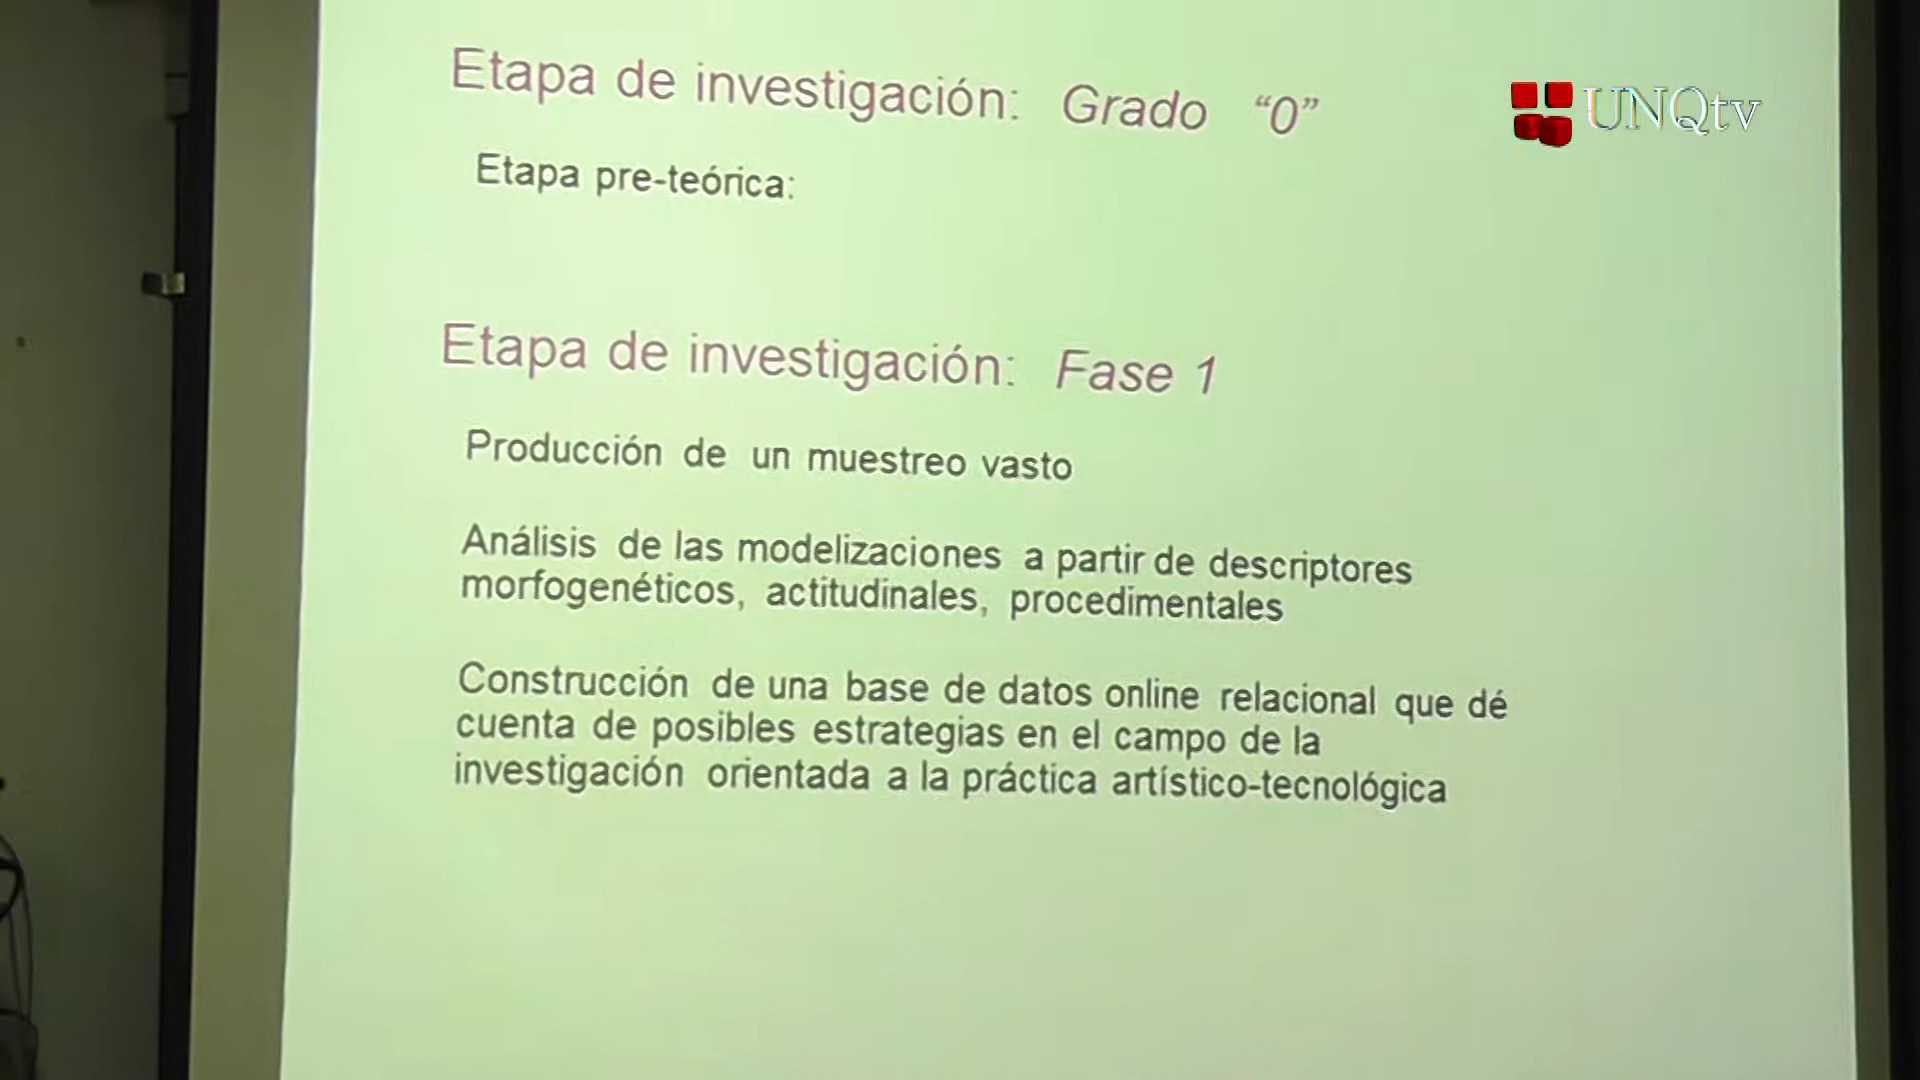 Etapa de investigación: Grado “0”
UNQtv
Etapa pre-teórica:
Etapa de investigación: Fase 1
Producción de un muestreo vasto
Análisis de las modelizaciones a partir de descriptores
morfogenéticos, actitudinales, procedimentales
Construcción de una base de datos online relacional que dé
cuenta de posibles estrategias en el campo de la
investigación orientada a la práctica artístico-tecnológica